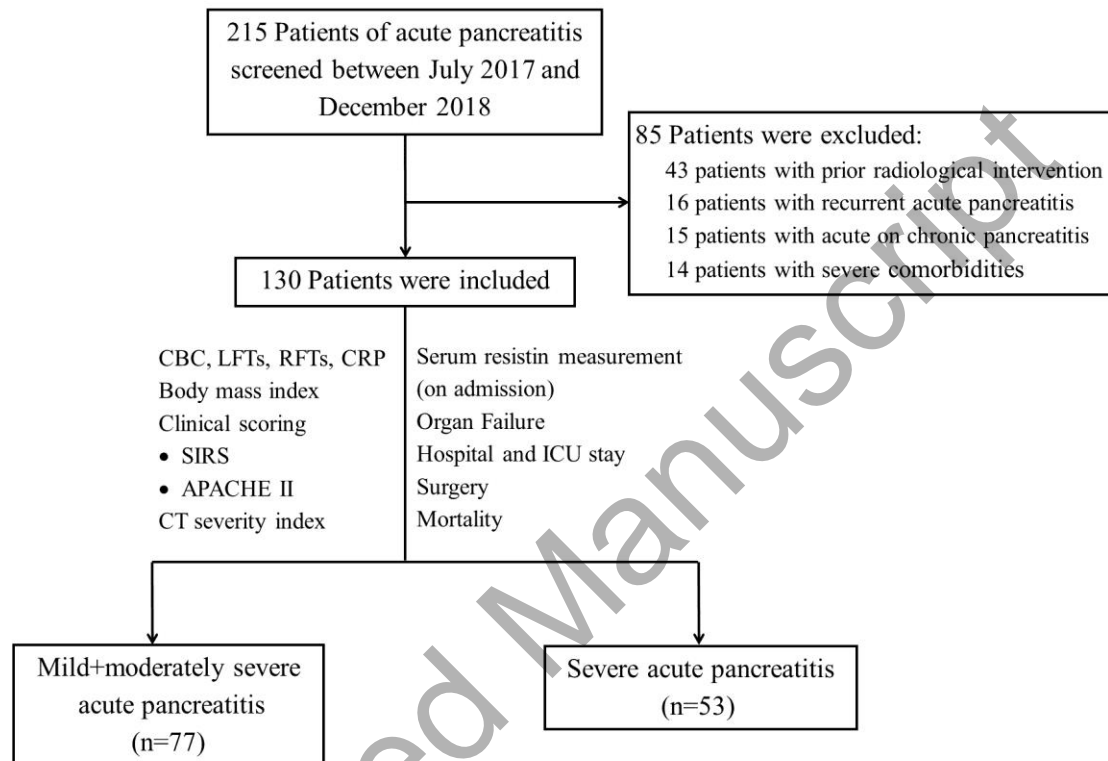 215 Patients of acute pancreatitis
screened between July 2017 and
December 2018
85 Patients were excluded:
43 patients with prior radiological intervention
16 patients with recurrent acute pancreatitis
15 patients with acute on chronic pancreatitis
14 patients with severe comorbidities
130 Patients were included
CBC, LFTs, RFTs, CRP
Body mass index
Clinical scoring
• SIRS
• APACHE II
CT severity index
Serum resistin measurement
(on admission)
Organ Failure
Hospital and ICU stay
Surgery
Mortality
Mild+moderately severe
acute pancreatitis
(n=77)
Severe acute pancreatitis
(n=53)
ed Manuscript